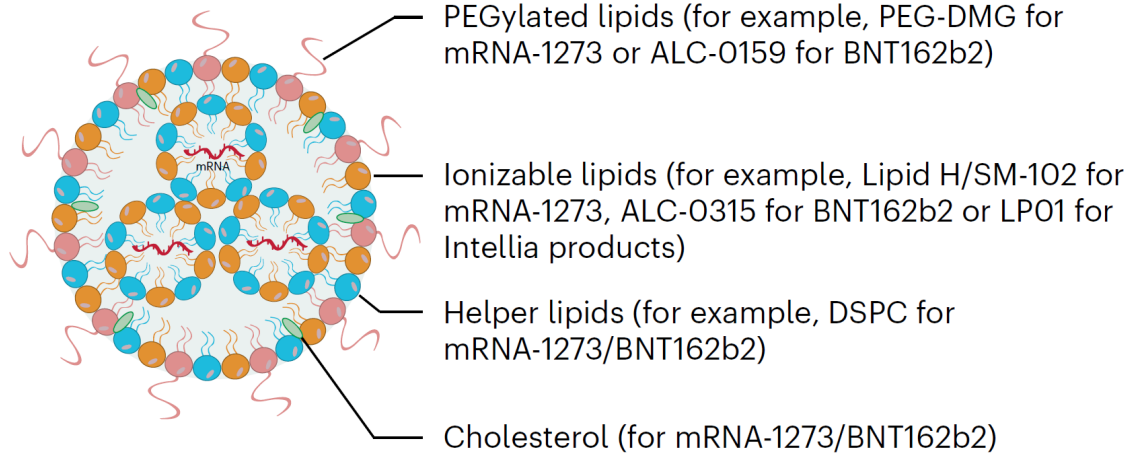 PEGylated lipids (for example, PEG-DMG for
mRNA-1273 or ALC-0159 for BNT162b2)
mRNA
Ionizable lipids (for example, Lipid H/SM-102 for
mRNA-1273, ALC-0315 for BNT162b2 or LP01 for
Intellia products)
Helper lipids (for example, DSPC for
mRNA-1273/BNT162b2)
Cholesterol (for mRNA-1273/BNT162b2)